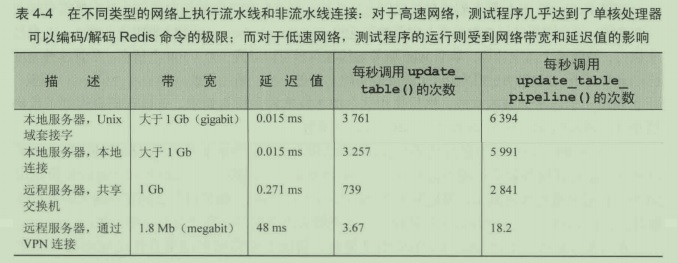 表 4-4 在不同类型的网络上执行流水线和非流水线连接：对于高速网络，测试程序几乎达到了单核处理器
可以编码/解码 Redis 命令的极限；而对于低速网络，测试程序的运行则受到网络带宽和延迟值的影响
描 述 带 宽 延 迟 值 每秒调用 update_
table()的次数 每秒调用
update_table_
pipeline()的次数
本地服务器，Unix 大于 1 Gb（gigabit） 0.015 ms 3 761 6 394
域套接字
本地服务器，本地 大于 1 Gb 0.015 ms 3 257 5 991
连接
远程服务器，共享 1 Gb 0.271 ms 739 2 841
交换机
远程服务器，通过 1.8 Mb（megabit） 48 ms 3.67 18.2
VPN 连接